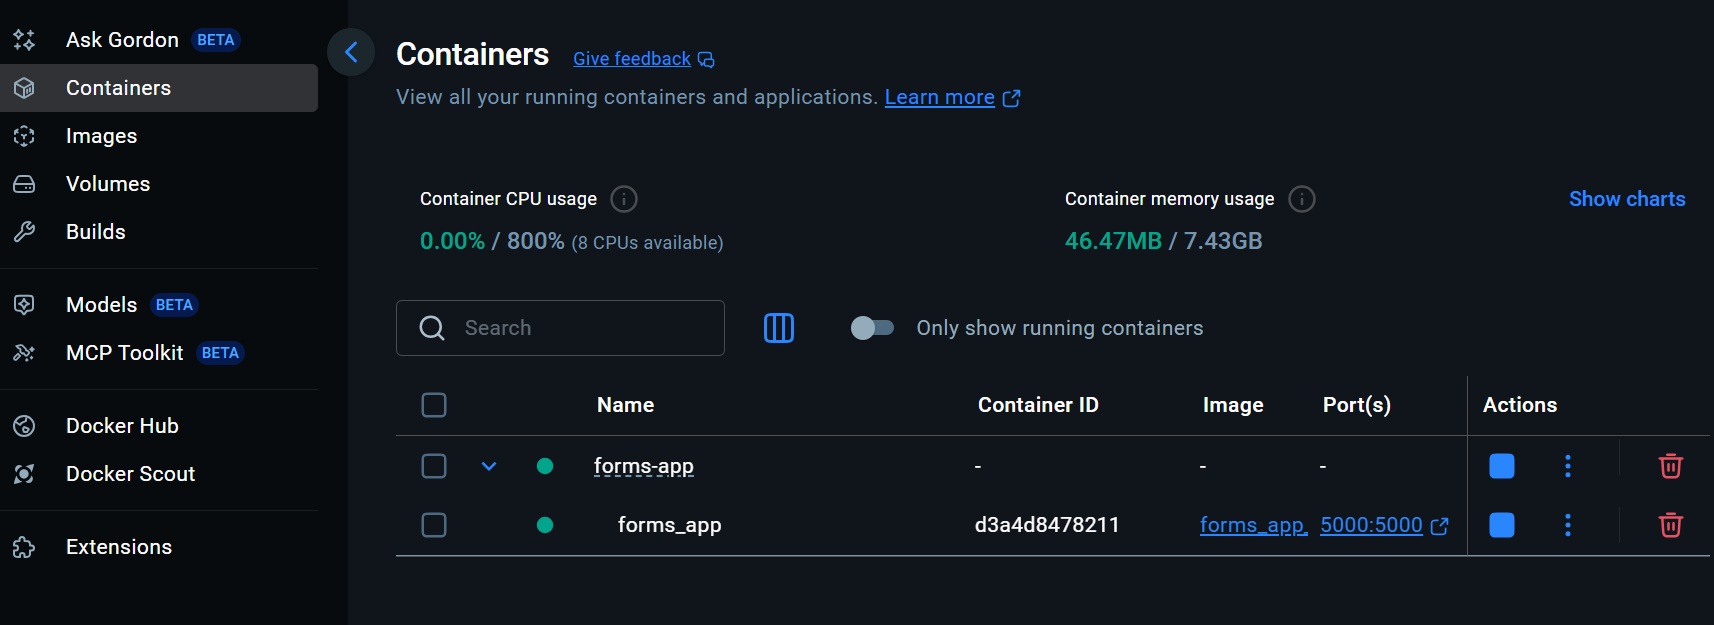 Ask Gordon BETA
Containers
Images
Volumes
Builds
Models BETA
MCP Toolkit BETA
Docker Hub
Docker Scout
Extensions
Containers Give feedback
View all your running containers and applications. Learn more
Container CPU usage
0.00% / 800% (8 CPUs available)
Container memory usage
46.47MB / 7.43GB
Show charts
Search
Only show running containers
Name Container ID Image Port(s) Actions
forms-app - - -
forms_app d3a4d8478211 forms_app. 5000:5000